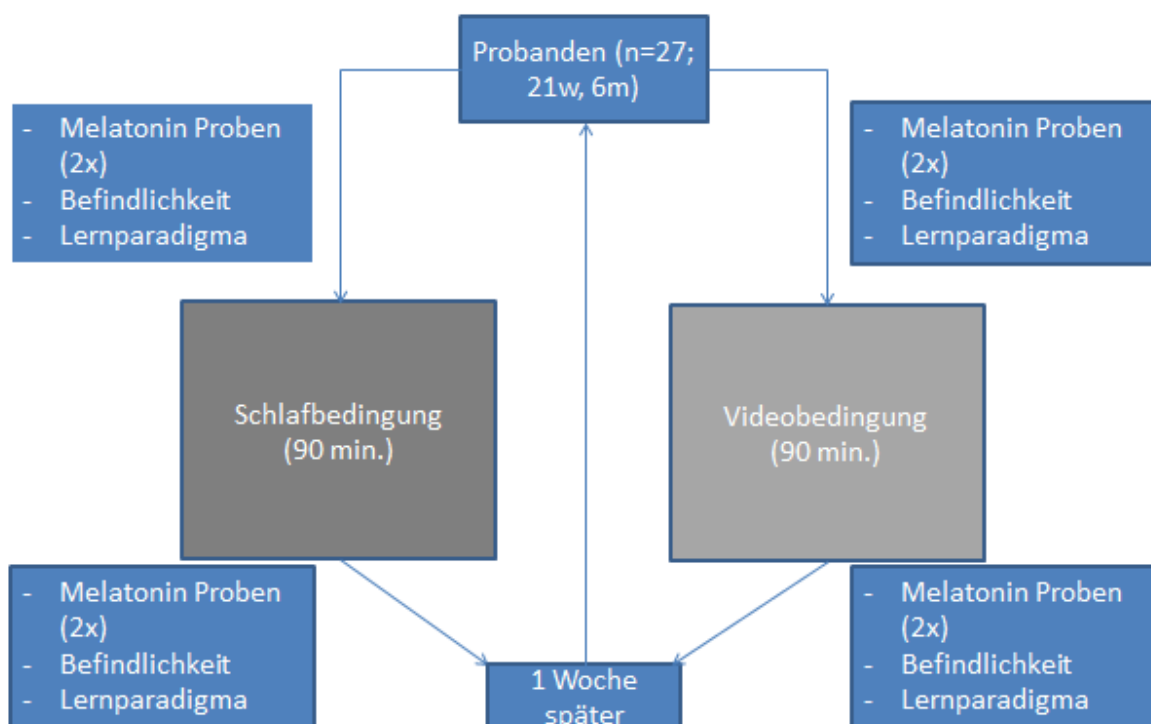 Probanden (n=27;
21w, 6m)
- Melatonin Proben
(2x)
- Befindlichkeit
- Lernparadigma
- Melatonin Proben
(2x)
- Befindlichkeit
- Lernparadigma
Schlafbedingung
(90 min.)
Videobedingung
(90 min.)
- Melatonin Proben
(2x)
- Befindlichkeit
- Lernparadigma
1 Woche
später
- Melatonin Proben
(2x)
- Befindlichkeit
- Lernparadigma